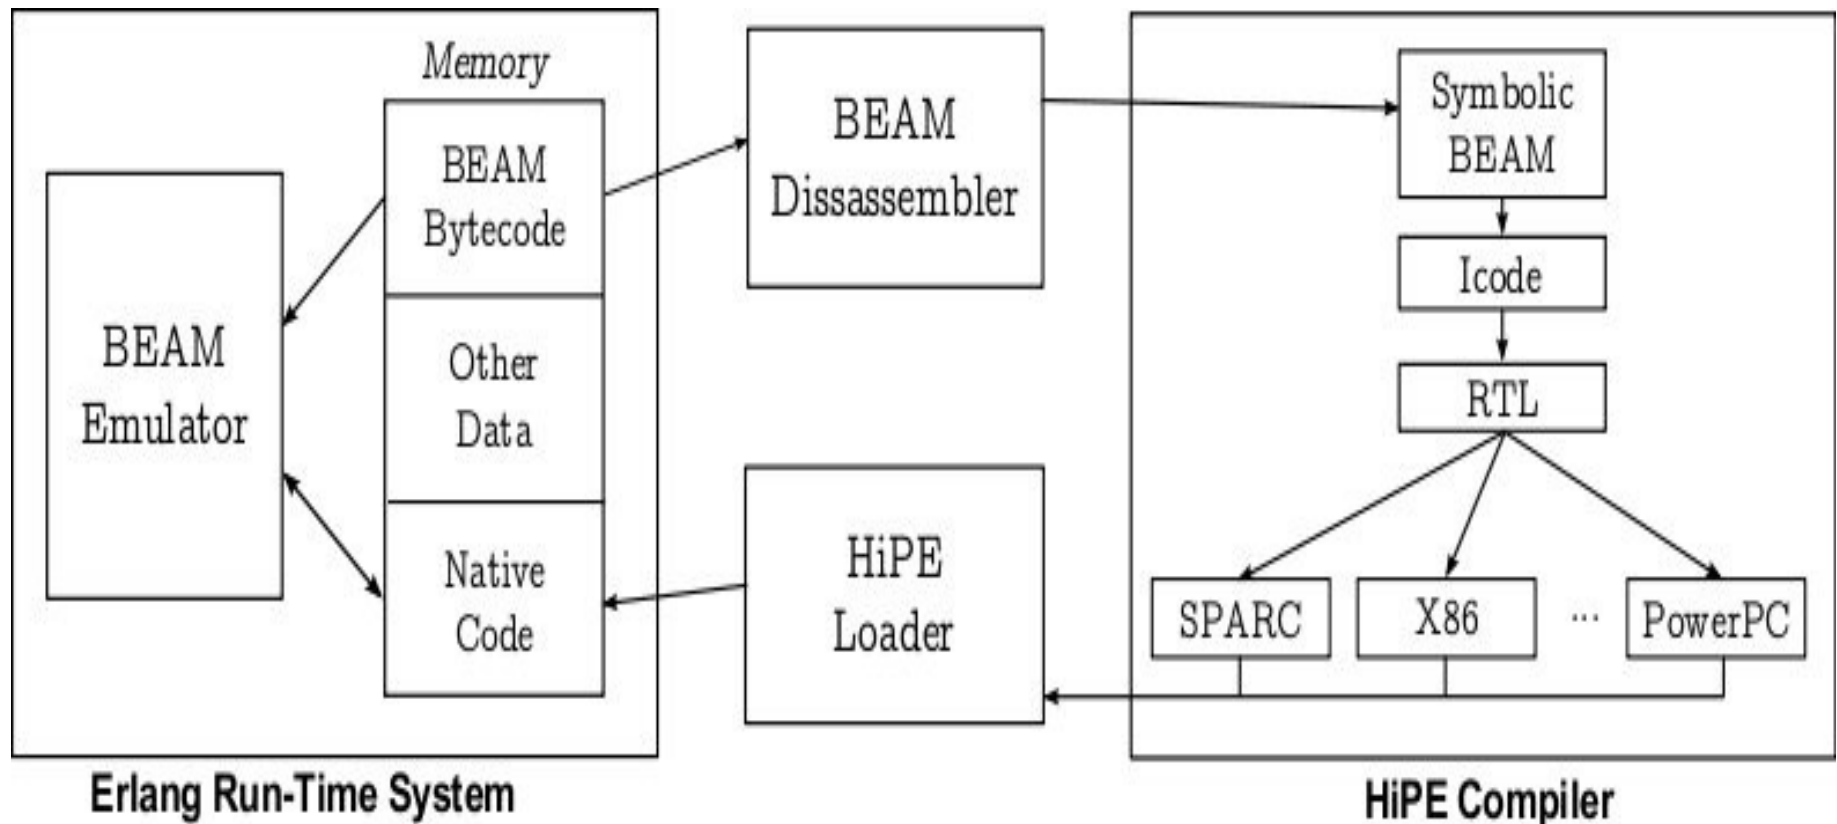 Memory
BEAM
Bytecode
Other
Data
Native
Code
BEAM
Emulator
BEAM
Dissassembler
HiPE
Loader
Symbolic
BEAM
Icode
RTL
SPARC
X86
...
PowerPC
Erlang Run-Time System
HiPE Compiler